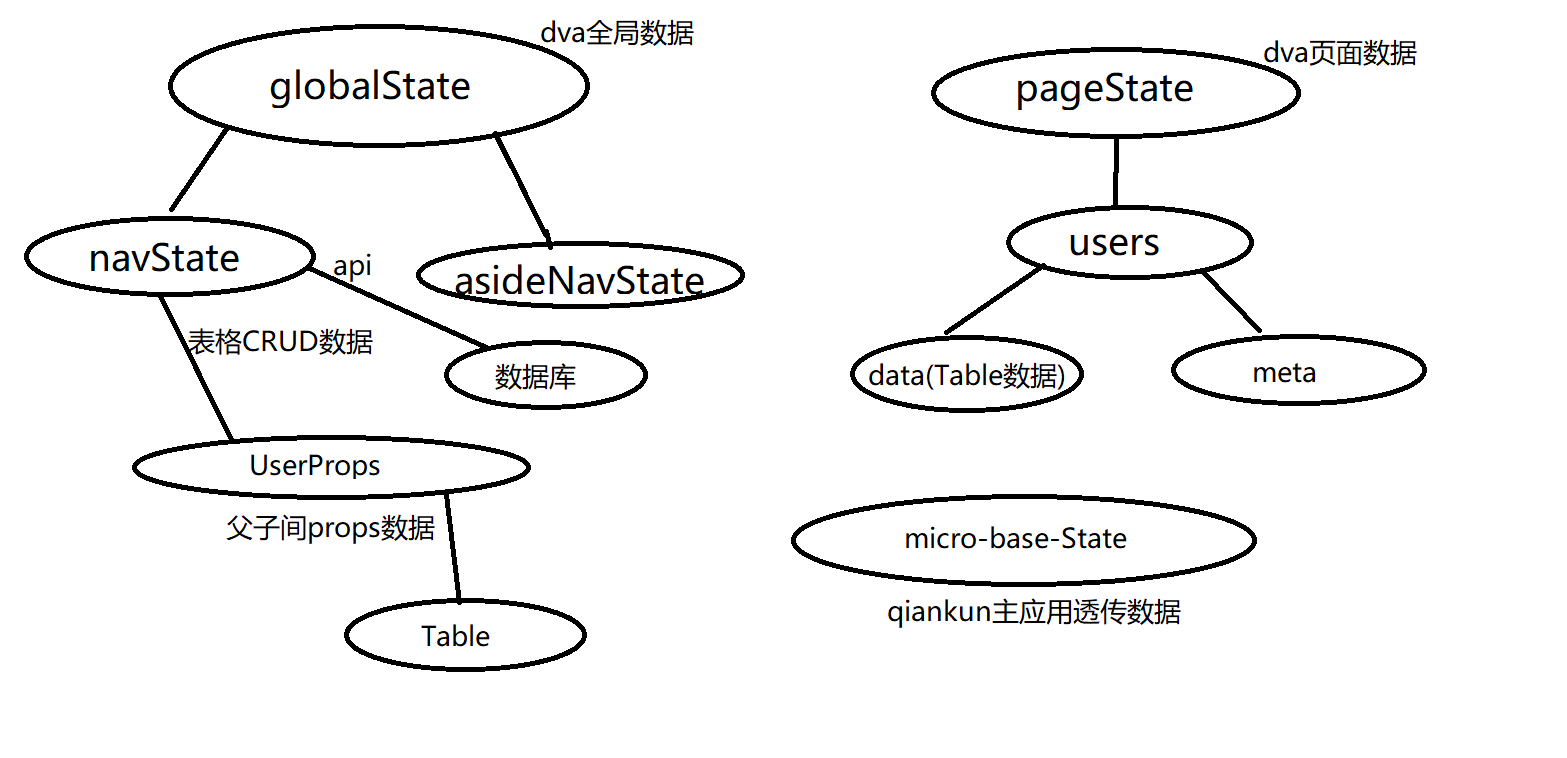 dva全局数据
globalState
navState
api
asideNavState
表格CRUD数据
数据库
UserProps
父子间props数据
Table
dva页面数据
pageState
users
data(Table数据)
meta
micro-base-State
qiankun主应用透传数据